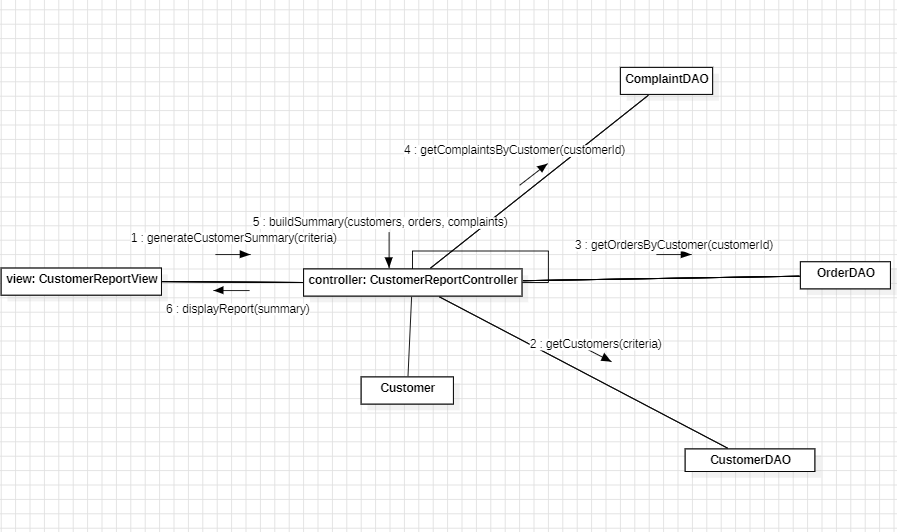 ComplaintDAO
4 : getComplaintsByCustomer(customerId)
5 : buildSummary(customers, orders, complaints)
1 : generateCustomerSummary(criteria)
3 : getOrdersByCustomer(customerId)
view: CustomerReportView
controller: CustomerReportController
OrderDAO
6 : displayReport(summary)
2 : getCustomers(criteria)
Customer
CustomerDAO